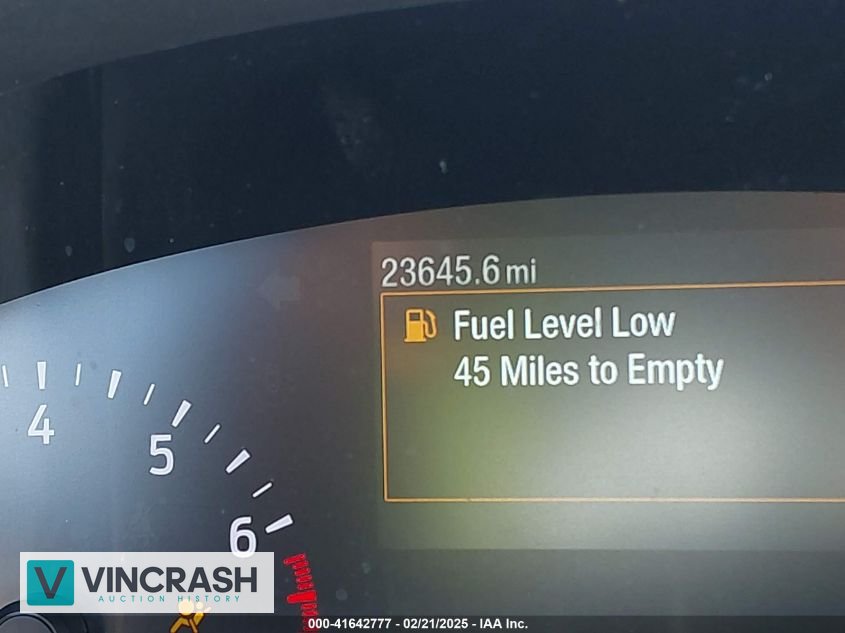 23645.6 mi
Fuel Level Low
45 Miles to Empty
4
5
6
V VINCRASH
AUCTION HISTORY
000-41642777 - 02/21/2025 - IAA Inc.